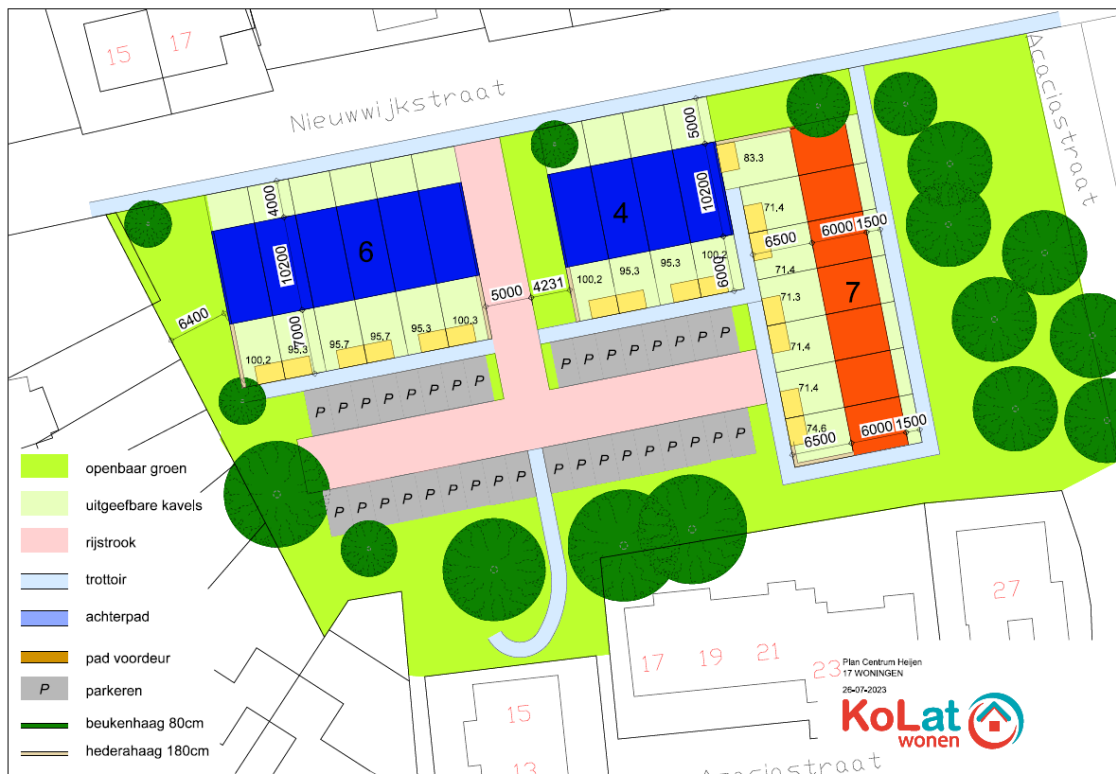 15 17
Nieuwwijkstraat
Acaciastraat
4000
10200
6
7000
6400
100,2 95,3 95,7 95,7 95,3 100,3
5000
4231
5000
10200
4
6000
100,2 95,3 95,3 100,2
83.3
71,4
71.4
71.3
71,4
71.4
74,6
6500 6000 1500
7
6500 6000 1500
P P P P P P P
P P P P P P P P
P P P P P P P P P
P P P P P P P P P
openbaar groen
uitgeefbare kavels
rijstrook
trottoir
achterpad
pad voordeur
P parkeren
beukenhaag 80cm
hederahaag 180cm
17 19 21 23
27
15
13
Acaciastraat
Plan Centrum Heijen
17 WONINGEN
26-07-2023
KoLat
wonen